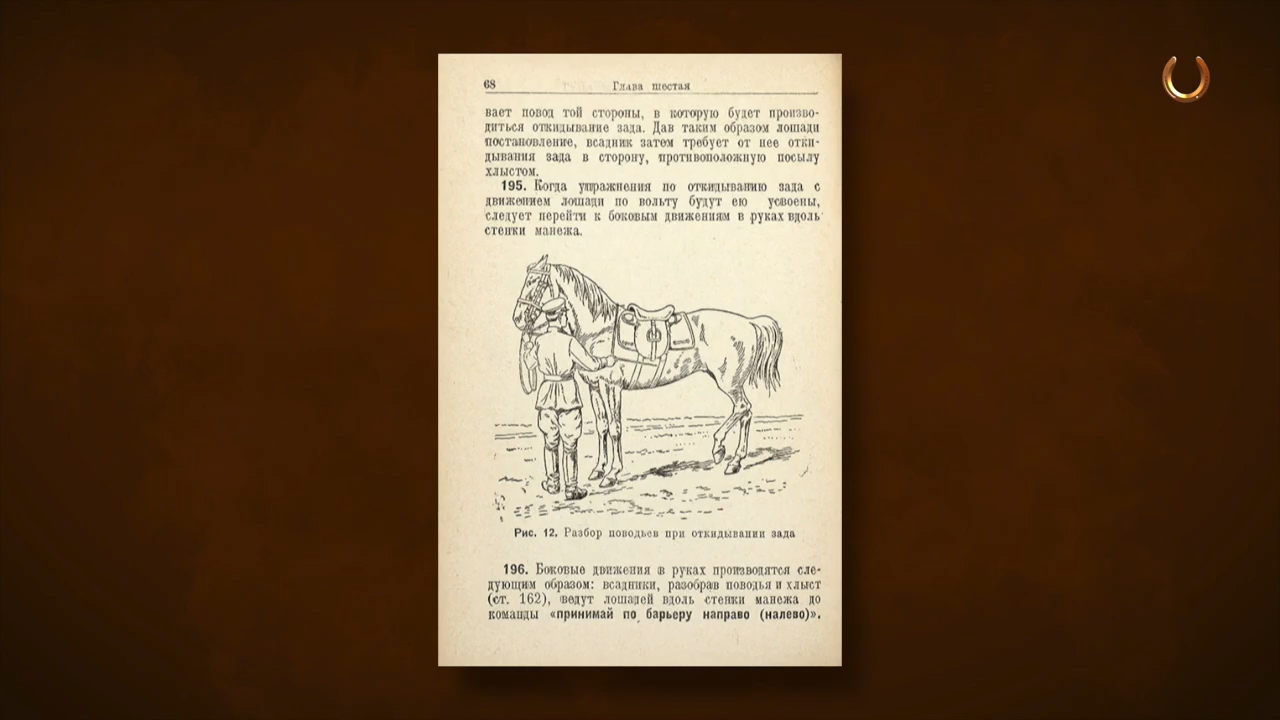 68
Глава шестая
вает повод той стороны, в которую будет произво-
диться откидывание зада. Дав таким образом лошади
постановление, всадник затем требует от нее отки-
дывания зада в сторону, противоположную посылу
хлыстом.
195. Когда упражнения по откидыванию зада с
движением лошади по вольту будут ею усвоены,
следует перейти к боковым движениям в руках вдоль
стенки манежа.
Рис. 12. Разбор поводьев при откидывании зада
196. Боковые движения в руках производятся сле-
дующим образом: всадники, разобрав поводья и хлыст
(ст. 162), ведут лошадей вдоль стенки манежа до
команды «принимай по барьеру направо (налево)».